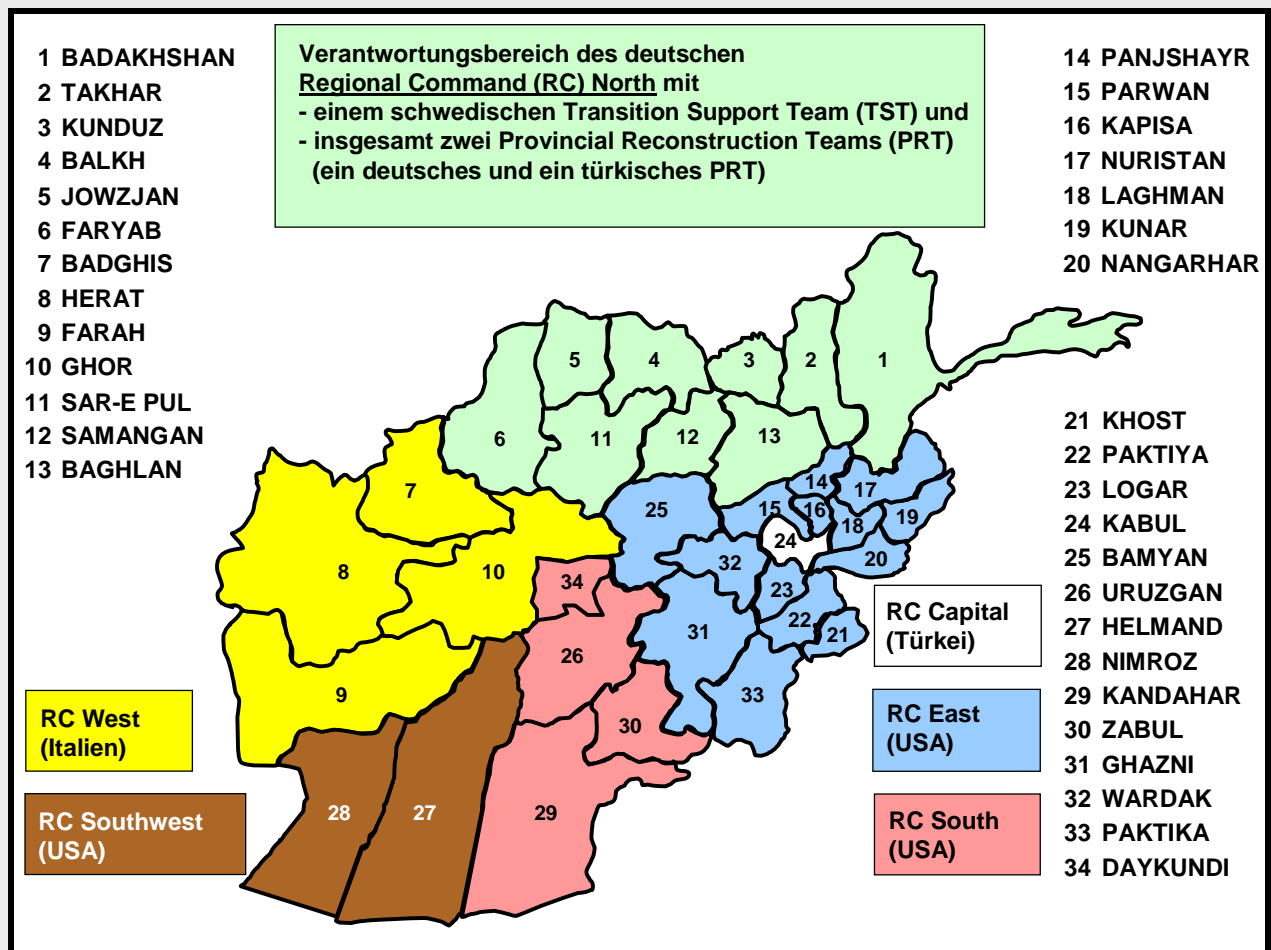 1 BADAKHSHAN
2 TAKHAR
3 KUNDUZ
4 BALKH
5 JOWZJAN
6 FARYAB
7 BADGHIS
8 HERAT
9 FARAH
10 GHOR
11 SAR-E PUL
12 SAMANGAN
13 BAGHLAN
Verantwortungsbereich des deutschen
Regional Command (RC) North mit
- einem schwedischen Transition Support Team (TST) und
- insgesamt zwei Provincial Reconstruction Teams (PRT)
(ein deutsches und ein türkisches PRT)
14 PANJSHAYR
15 PARWAN
16 KAPISA
17 NURISTAN
18 LAGHMAN
19 KUNAR
20 NANGARHAR
21 KHOST
22 PAKTIYA
23 LOGAR
24 KABUL
25 BAMYAN
26 URUZGAN
27 HELMAND
28 NIMROZ
29 KANDAHAR
30 ZABUL
31 GHAZNI
32 WARDAK
33 PAKTIKA
34 DAYKUNDI
5
4
3
2
1
6
11
12
13
7
25
14
17
15
16
18
19
24
20
8
10
34
32
23
22
21
31
26
33
9
30
28
27
29
RC West
(Italien)
RC Southwest
(USA)
RC Capital
(Türkei)
RC East
(USA)
RC South
(USA)